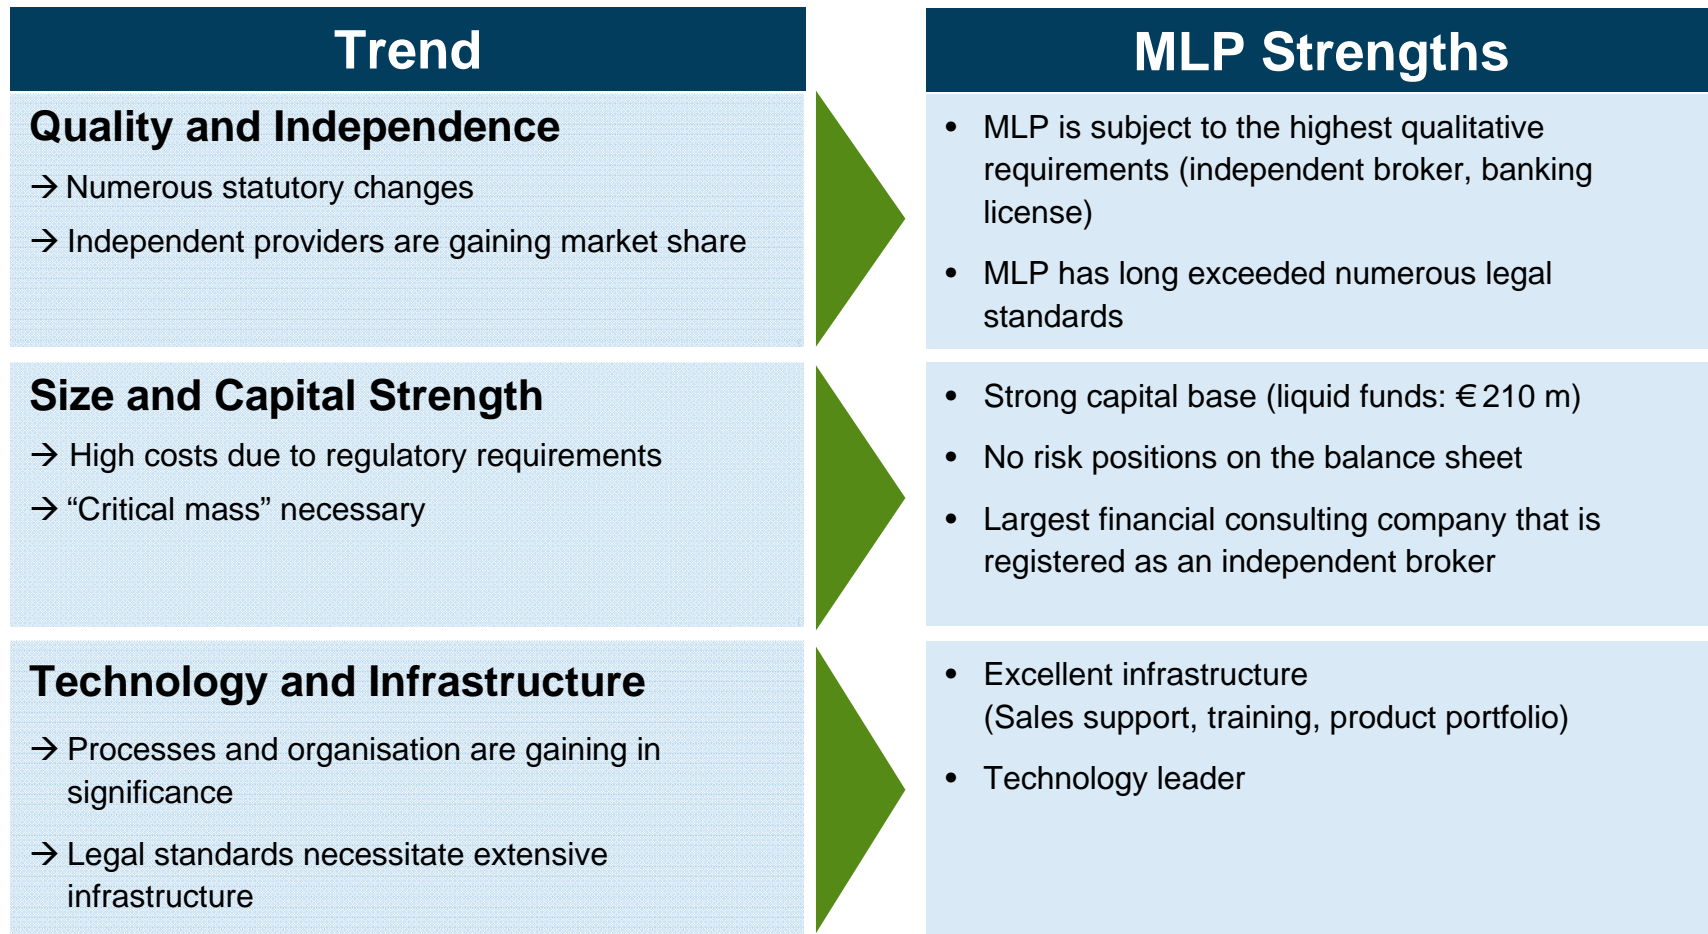 Trend
MLP Strengths
Quality and Independence
→ Numerous statutory changes
→ Independent providers are gaining market share
• MLP is subject to the highest qualitative
requirements (independent broker, banking
license)
• MLP has long exceeded numerous legal
standards
Size and Capital Strength
→ High costs due to regulatory requirements
→ “Critical mass” necessary
• Strong capital base (liquid funds: € 210 m)
• No risk positions on the balance sheet
• Largest financial consulting company that is
registered as an independent broker
Technology and Infrastructure
→ Processes and organisation are gaining in
significance
→ Legal standards necessitate extensive
infrastructure
• Excellent infrastructure
(Sales support, training, product portfolio)
• Technology leader